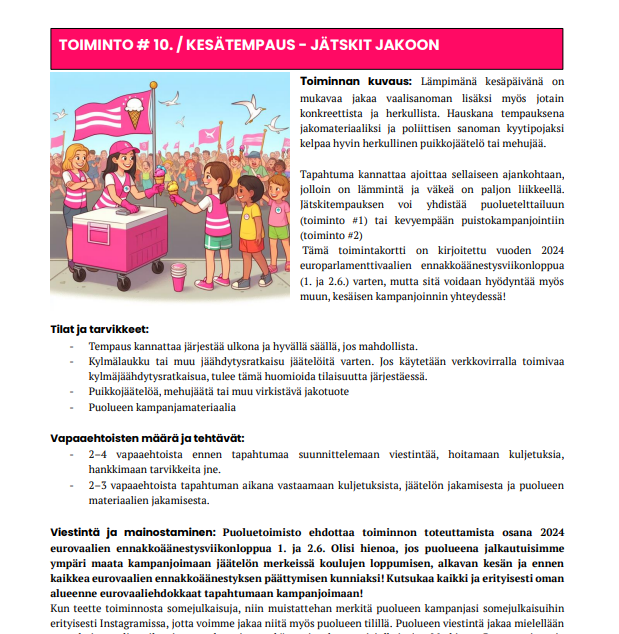 TOIMINTO # 10. / KESÄTEMPAUS - JÄTSKIT JAKOON
Toiminnan kuvaus: Lämpimänä kesäpäivänä on
mukavaa jakaa vaalisanoman lisäksi myös jotain
konkreettista ja herkullista. Hauskana tempauksena
jakomateriaaliksi ja poliittisen sanoman kyytipojaksi
kelpaa hyvin herkullinen puikkojäätelö tai mehujää.
Tapahtuma kannattaa ajoittaa sellaiseen ajankohtaan,
jolloin on lämmintä ja väkeä on paljon liikkeellä.
Jätskitempauksen voi yhdistää puoluetelttailuun
(toiminto #1) tai kevyempään puistokampanjointiin
(toiminto #2)
Tämä toimintakortti on kirjoitettu vuoden 2024
europarlamenttivaalien ennakkoäänestysviikonloppua
(1. ja 2.6.) varten, mutta sitä voidaan hyödyntää myös
muun, kesäisen kampanjoinnin yhteydessä!
Tilat ja tarvikkeet:
- Tempaus kannattaa järjestää ulkona ja hyvällä säällä, jos mahdollista.
- Kylmälaukku tai muu jäähdytysratkaisu jäätelöitä varten. Jos käytetään verkkovirralla toimivaa
kylmäjäähdytysratkaisua, tulee tämä huomioida tilaisuutta järjestäessä.
- Puikkojäätelöä, mehujäätä tai muu virkistävä jakotuote
- Puolueen kampanjamateriaalia
Vapaaehtoisten määrä ja tehtävät:
- 2–4 vapaaehtoista ennen tapahtumaa suunnittelemaan viestintää, hoitamaan kuljetuksia,
hankkimaan tarvikkeita jne.
- 2–3 vapaaehtoista tapahtuman aikana vastaamaan kuljetuksista, jäätelön jakamisesta ja puolueen
materiaalien jakamisesta.
Viestintä ja mainostaminen: Puoluetoimisto ehdottaa toiminnon toteuttamista osana 2024
eurovaalien ennakkoäänestysviikonloppua 1. ja 2.6. Olisi hienoa, jos puolueena jalkautuisimme
ympäri maata kampanjoimaan jäätelön merkeissä koulujen loppumisen, alkavan kesän ja ennen
kaikkea eurovaalien ennakkoäänestyksen päättymisen kunniaksi! Kutsukaa kaikki ja erityisesti oman
alueenne eurovaaliehdokkaat tapahtumaan kampanjoimaan!
Kun teette toiminnosta somejulkaisuja, niin muistattehan merkitä puolueen kampanjasi somejulkaisuihin
erityisesti Instagramissa, jotta voimme jakaa niitä myös puolueen tilillä. Puolueen viestintä jakaa mielellään